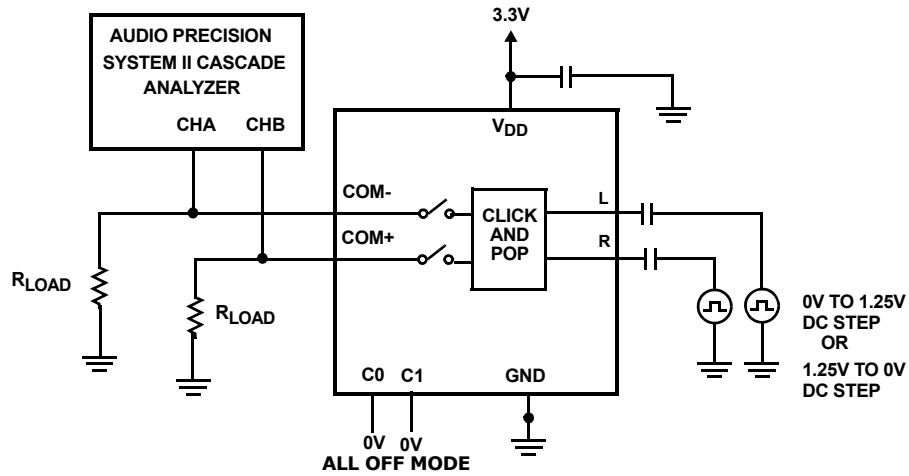 3.3V
AUDIO PRECISION
SYSTEM II CASCADE
ANALYZER
CHA CHB
VDD
COM-
COM+
CLICK
AND
POP
L
R
RLOAD
RLOAD
0V TO 1.25V
DC STEP
OR
1.25V TO 0V
DC STEP
C0 C1 GND
0V 0V
ALL OFF MODE